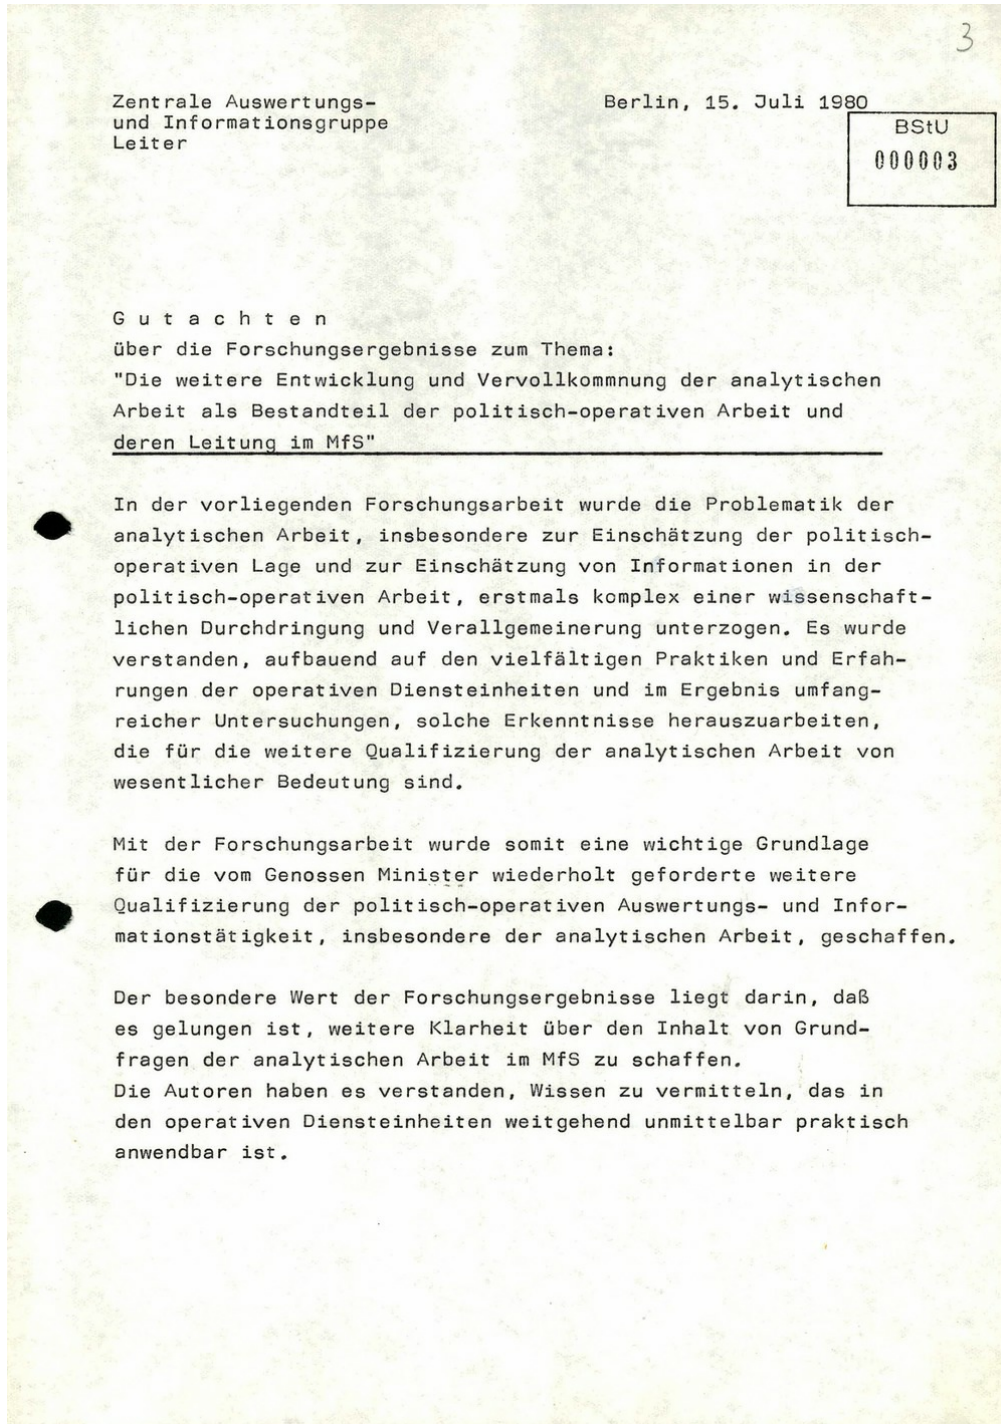 3
Zentrale Auswertungs-
und Informationsgruppe
Leiter
Berlin, 15. Juli 1980
BStU
000003
G u t a c h t e n
über die Forschungsergebnisse zum Thema:
"Die weitere Entwicklung und Vervollkommnung der analytischen
Arbeit als Bestandteil der politisch-operativen Arbeit und
deren Leitung im MfS"
In der vorliegenden Forschungsarbeit wurde die Problematik der
analytischen Arbeit, insbesondere zur Einschätzung der politisch-
operativen Lage und zur Einschätzung von Informationen in der
politisch-operativen Arbeit, erstmals komplex einer wissenschaft-
lichen Durchdringung und Verallgemeinerung unterzogen. Es wurde
verstanden, aufbauend auf den vielfältigen Praktiken und Erfah-
rungen der operativen Diensteinheiten und im Ergebnis umfang-
reicher Untersuchungen, solche Erkenntnisse herauszuarbeiten,
die für die weitere Qualifizierung der analytischen Arbeit von
wesentlicher Bedeutung sind.
Mit der Forschungsarbeit wurde somit eine wichtige Grundlage
für die vom Genossen Minister wiederholt geforderte weitere
Qualifizierung der politisch-operativen Auswertungs- und Infor-
mationstätigkeit, insbesondere der analytischen Arbeit, geschaffen.
Der besondere Wert der Forschungsergebnisse liegt darin, daß
es gelungen ist, weitere Klarheit über den Inhalt von Grund-
fragen der analytischen Arbeit im MfS zu schaffen.
Die Autoren haben es verstanden, Wissen zu vermitteln, das in
den operativen Diensteinheiten weitgehend unmittelbar praktisch
anwendbar ist.